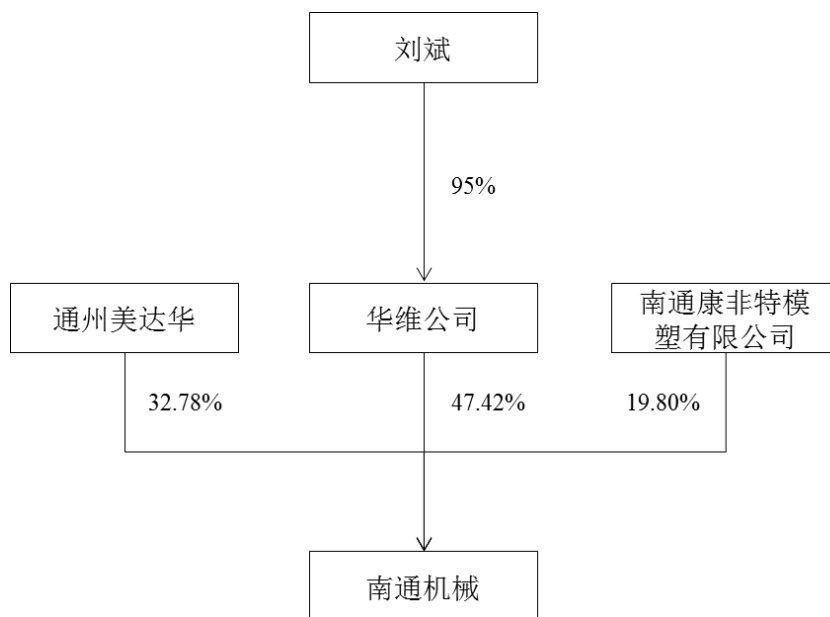 刘斌
95%
通州美达华
华维公司
南通康非特模
塑有限公司
32.78%
47.42%
19.80%
南通机械